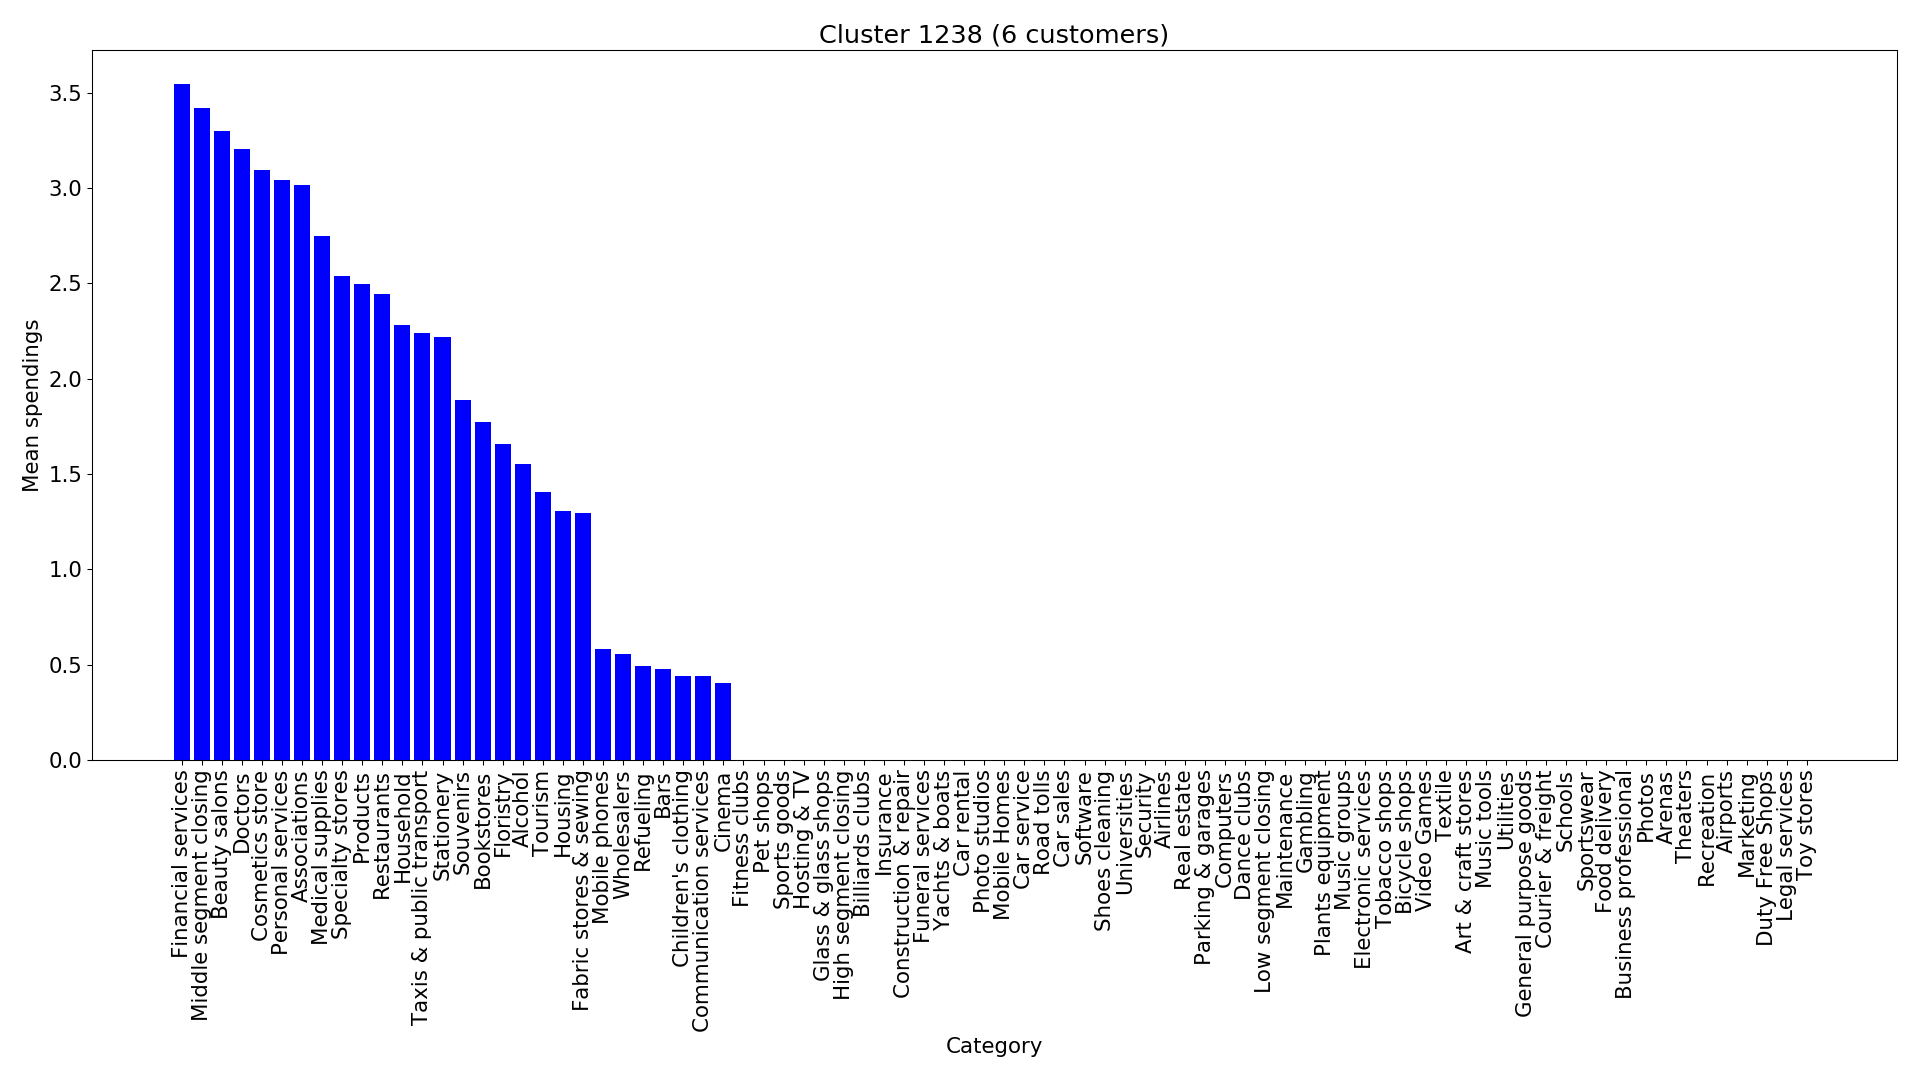 Cluster 1238 (6 customers)
Mean spendings
3.5
3.0
2.5
2.0
1.5
1.0
0.5
0.0
Financial services
Middle segment closing
Beauty salons
Doctors
Cosmetics store
Personal services
Associations
Medical supplies
Specialty stores
Products
Restaurants
Household
Taxis & public transport
Stationery
Souvenirs
Bookstores
Floristry
Alcohol
Tourism
Housing
Fabric stores & sewing
Mobile phones
Wholesalers
Refueling
Bars
Children's clothing
Communication services
Cinema
Fitness clubs
Pet shops
Sports goods
Hosting & TV
Glass & glass shops
High segment closing
Billiards clubs
Insurance
Construction & repair
Funeral services
Yachts & boats
Car rental
Photo studios
Mobile Homes
Car service
Road tolls
Car sales
Software
Shoes cleaning
Universities
Security
Airlines
Real estate
Parking & garages
Computers
Dance clubs
Low segment closing
Maintenance
Gambling
Plants equipment
Music groups
Electronic services
Tobacco shops
Bicycle shops
Video Games
Textile
Art & craft stores
Music tools
Utilities
General purpose goods
Courier & freight
Schools
Sportswear
Food delivery
Business professional
Photos
Arenas
Theaters
Recreation
Airports
Marketing
Duty Free Shops
Legal services
Toy stores
Category